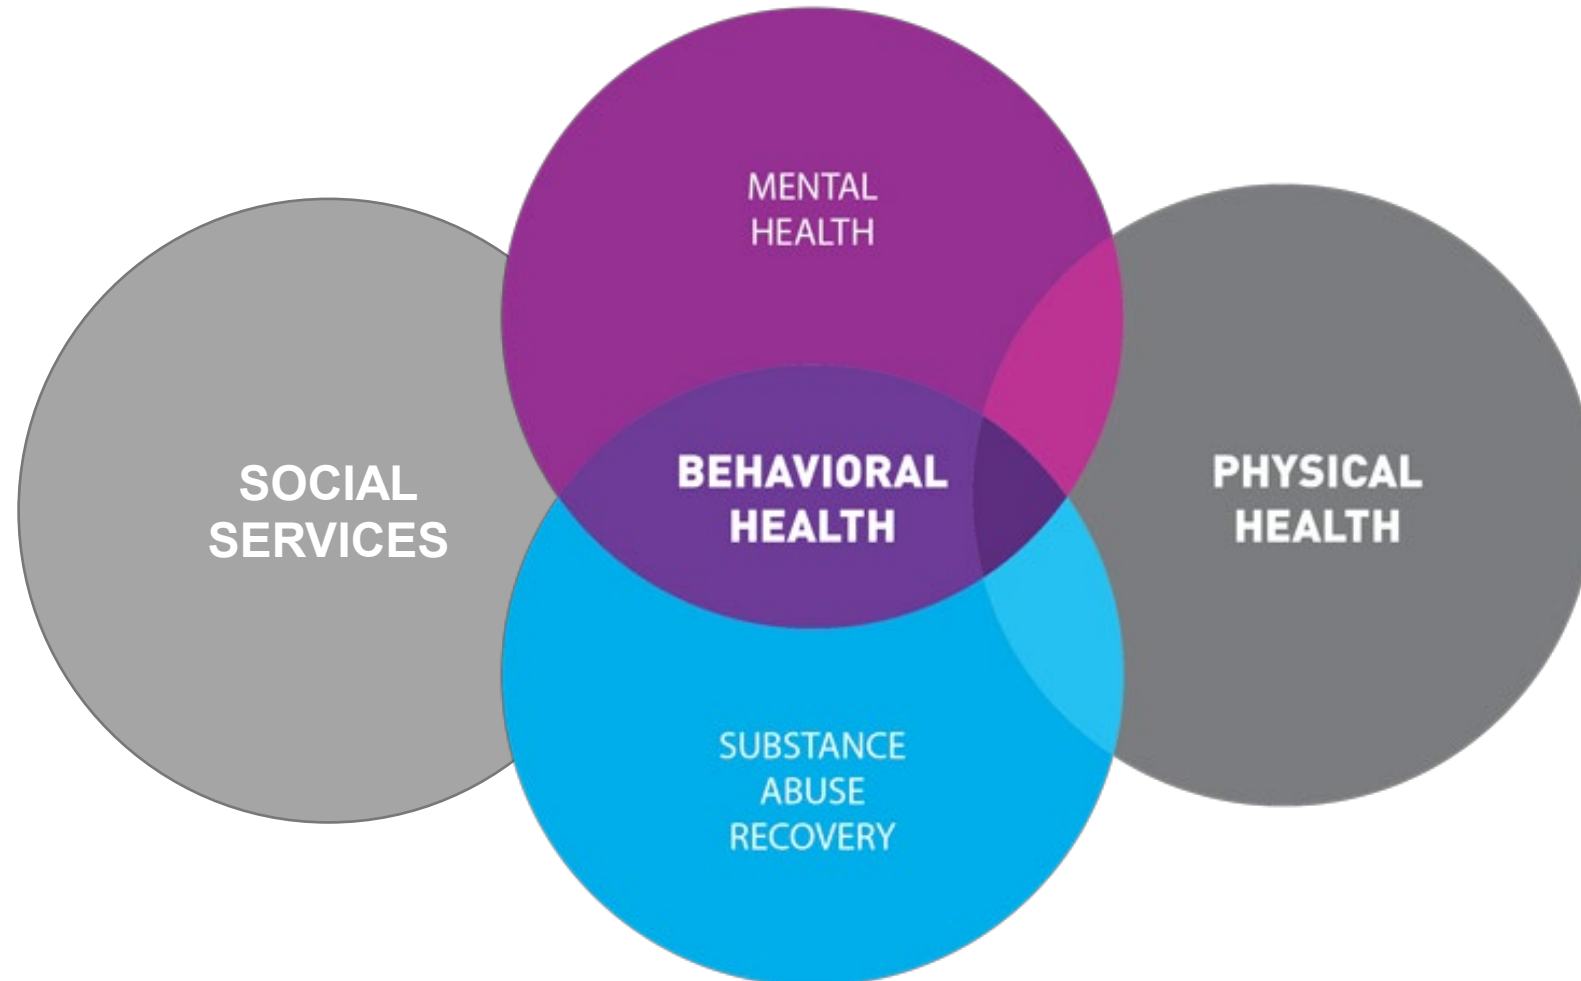 MENTAL
HEALTH
SOCIAL
SERVICES
BEHAVIORAL
HEALTH
PHYSICAL
HEALTH
SUBSTANCE
ABUSE
RECOVERY